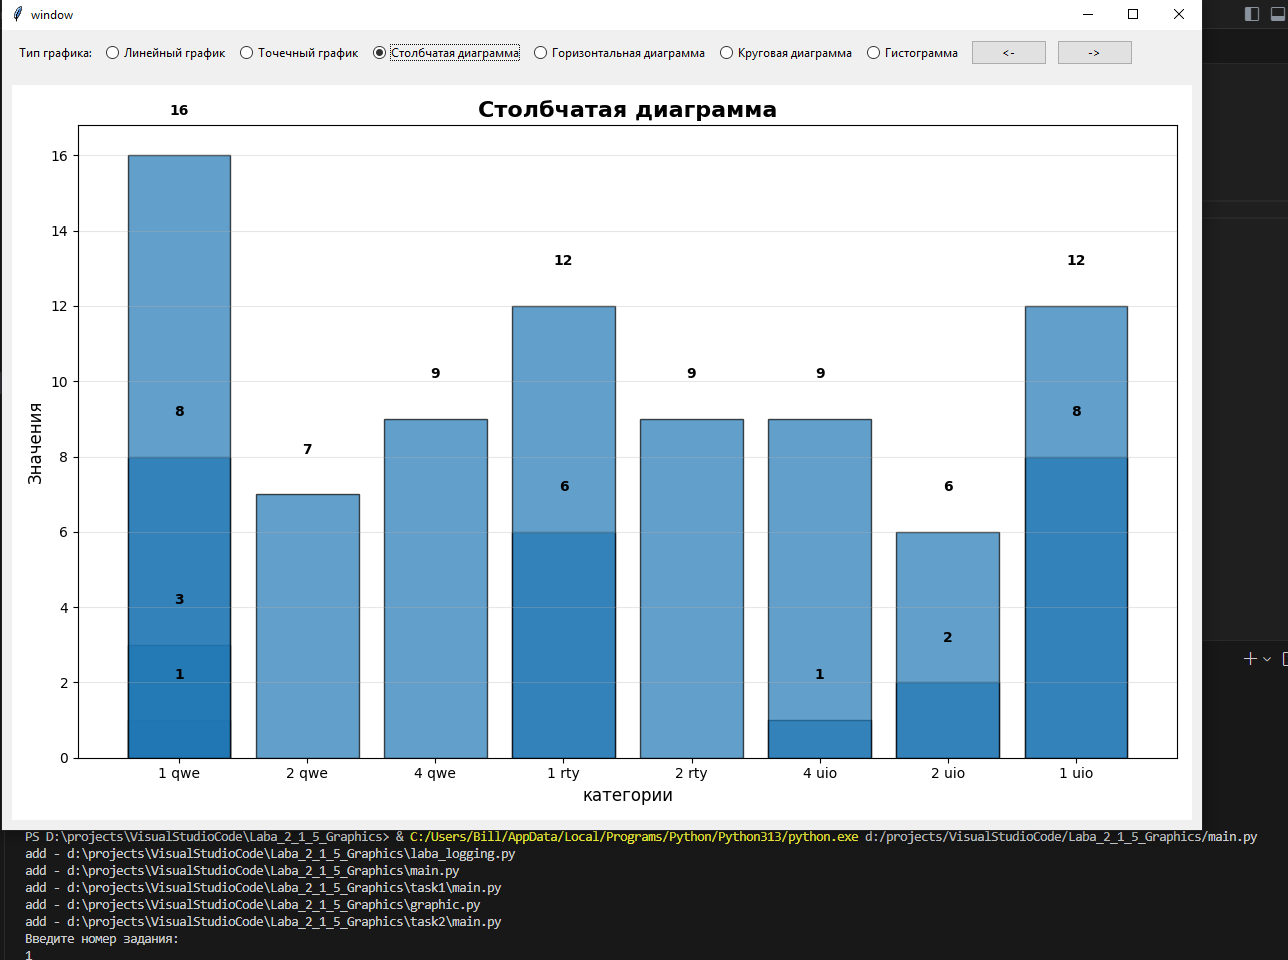 window
Тип графика: Линейный график Точечный график Столбчатая диаграмма Горизонтальная диаграмма Круговая диаграмма Гистограмма <- ->
Столбчатая диаграмма
16
16
14
12
12
12
10
9
9
9
8
8
8
7
6
6
6
4
3
2
2
1
1
0
Значения
1 qwe 2 qwe 4 qwe 1 rty 2 rty 4 uio 2 uio 1 uio
категории
PS D:\projects\VisualStudioCode\Laba_2_1_5_Graphics> & C:/Users/Bill/AppData/Local/Programs/Python/Python313/python.exe d:/projects/VisualStudioCode/Laba_2_1_5_Graphics/main.py
add - d:\projects\VisualStudioCode\Laba_2_1_5_Graphics\laba_logging.py
add - d:\projects\VisualStudioCode\Laba_2_1_5_Graphics\main.py
add - d:\projects\VisualStudioCode\Laba_2_1_5_Graphics\task1\main.py
add - d:\projects\VisualStudioCode\Laba_2_1_5_Graphics\graphic.py
add - d:\projects\VisualStudioCode\Laba_2_1_5_Graphics\task2\main.py
Введите номер задания:
1